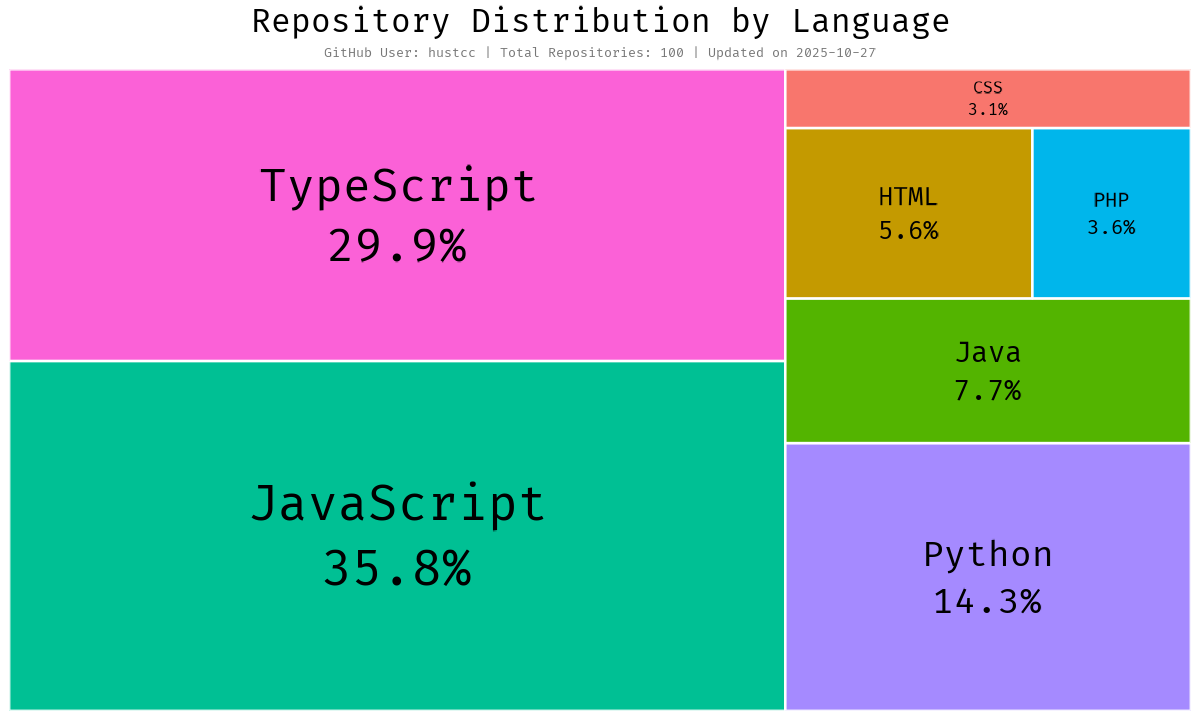 Repository Distribution by Language
GitHub User: hustcc | Total Repositories: 100 | Updated on 2025-10-27
TypeScript
29.9%
JavaScript
35.8%
CSS
3.1%
HTML
5.6%
PHP
3.6%
Java
7.7%
Python
14.3%